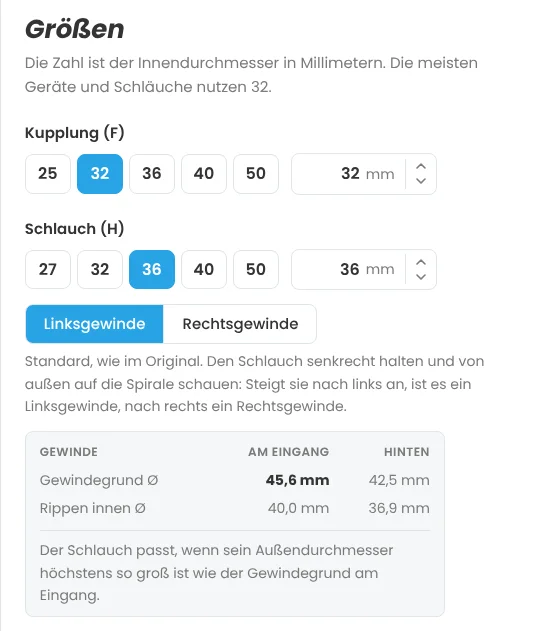 Größen
Die Zahl ist der Innendurchmesser in Millimetern. Die meisten
Geräte und Schläuche nutzen 32.
Kupplung (F)
25 32 36 40 50 32 mm
Schlauch (H)
27 32 36 40 50 36 mm
Linksgewinde Rechtsgewinde
Standard, wie im Original. Den Schlauch senkrecht halten und von
außen auf die Spirale schauen: Steigt sie nach links an, ist es ein
Linksgewinde, nach rechts ein Rechtsgewinde.
GEWINDE AM EINGANG HINTEN
Gewindegrund Ø 45,6 mm 42,5 mm
Rippen innen Ø 40,0 mm 36,9 mm
Der Schlauch passt, wenn sein Außendurchmesser
höchstens so groß ist wie der Gewindegrund am
Eingang.